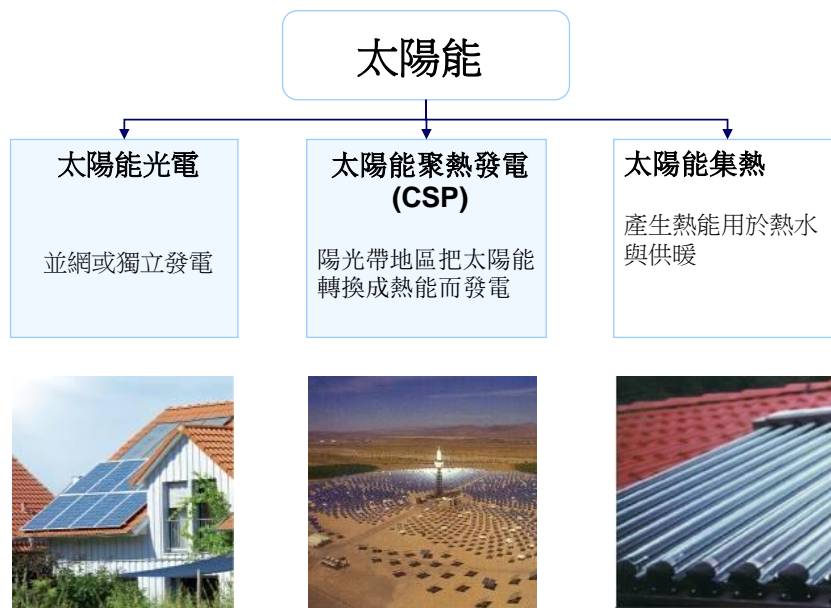 太陽能
太陽能光電
並網或獨立發電
太陽能聚熱發電
(CSP)
陽光帶地區把太陽能
轉換成熱能而發電
太陽能集熱
產生熱能用於熱水
與供暖